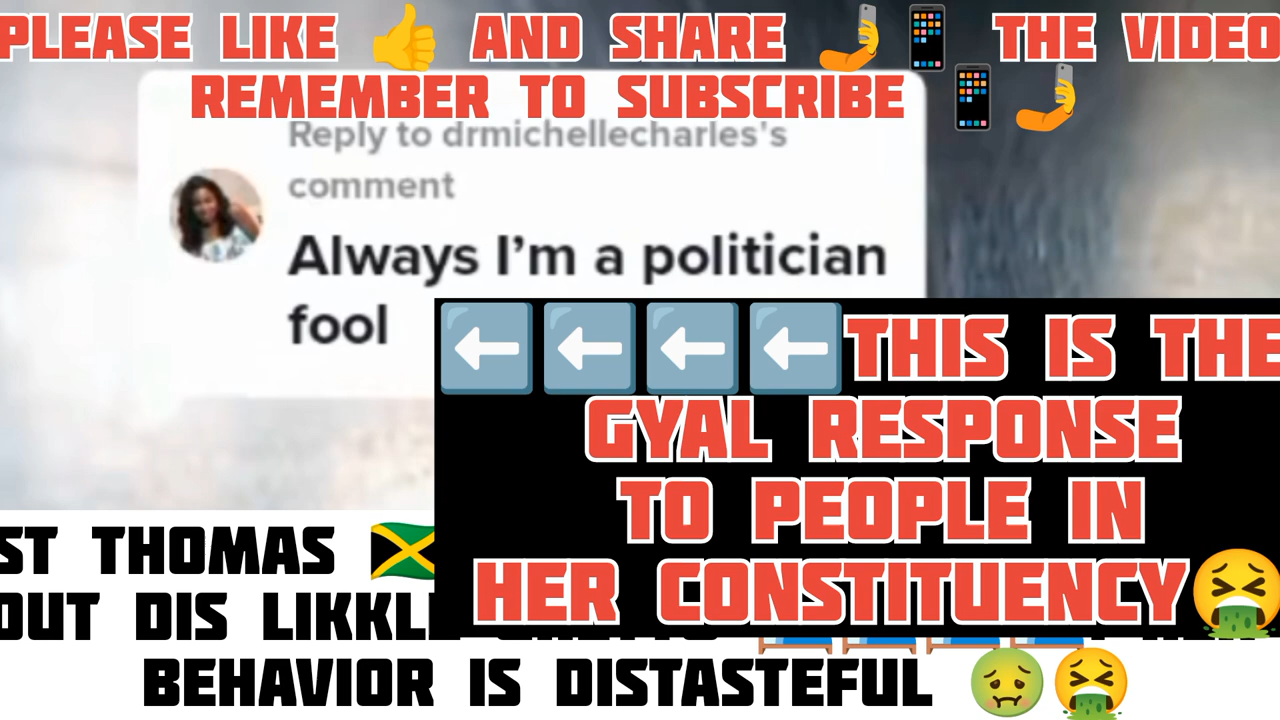 PLEASE LIKE 👍 AND SHARE 🤳📱 THE VIDEO
REMEMBER TO SUBSCRIBE 📱🤳
Reply to drmichellecharles's
comment
Always I'm a politician
fool
⬅️⬅️⬅️⬅️THIS IS THE
GYAL RESPONSE
TO PEOPLE IN
HER CONSTITUENCY🤮
ST THOMAS 🇯🇲
OUT DIS
BEHAVIOR IS DISTASTEFUL 🤢🤮